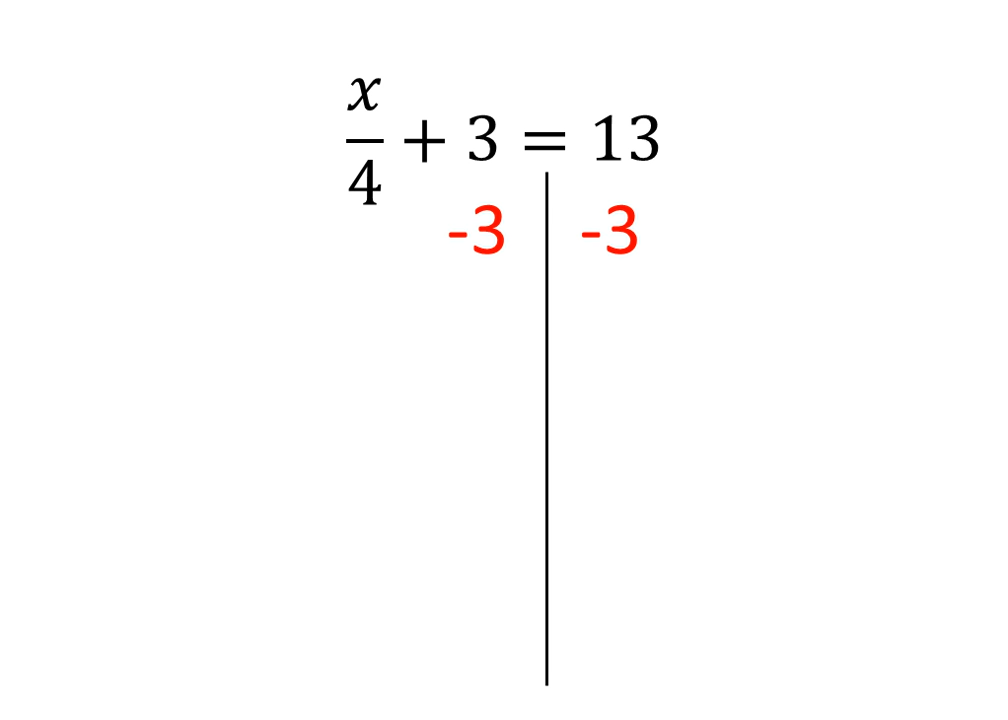 x/4 + 3 = 13
-3 -3